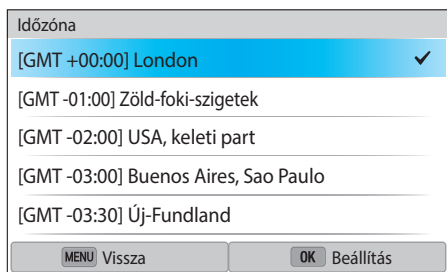 Időzóna
[GMT +00:00] London
[GMT -01:00] Zöld-foki-szigetek
[GMT -02:00] USA, keleti part
[GMT -03:00] Buenos Aires, Sao Paulo
[GMT -03:30] Új-Fundland
MENU Vissza OK Beállítás